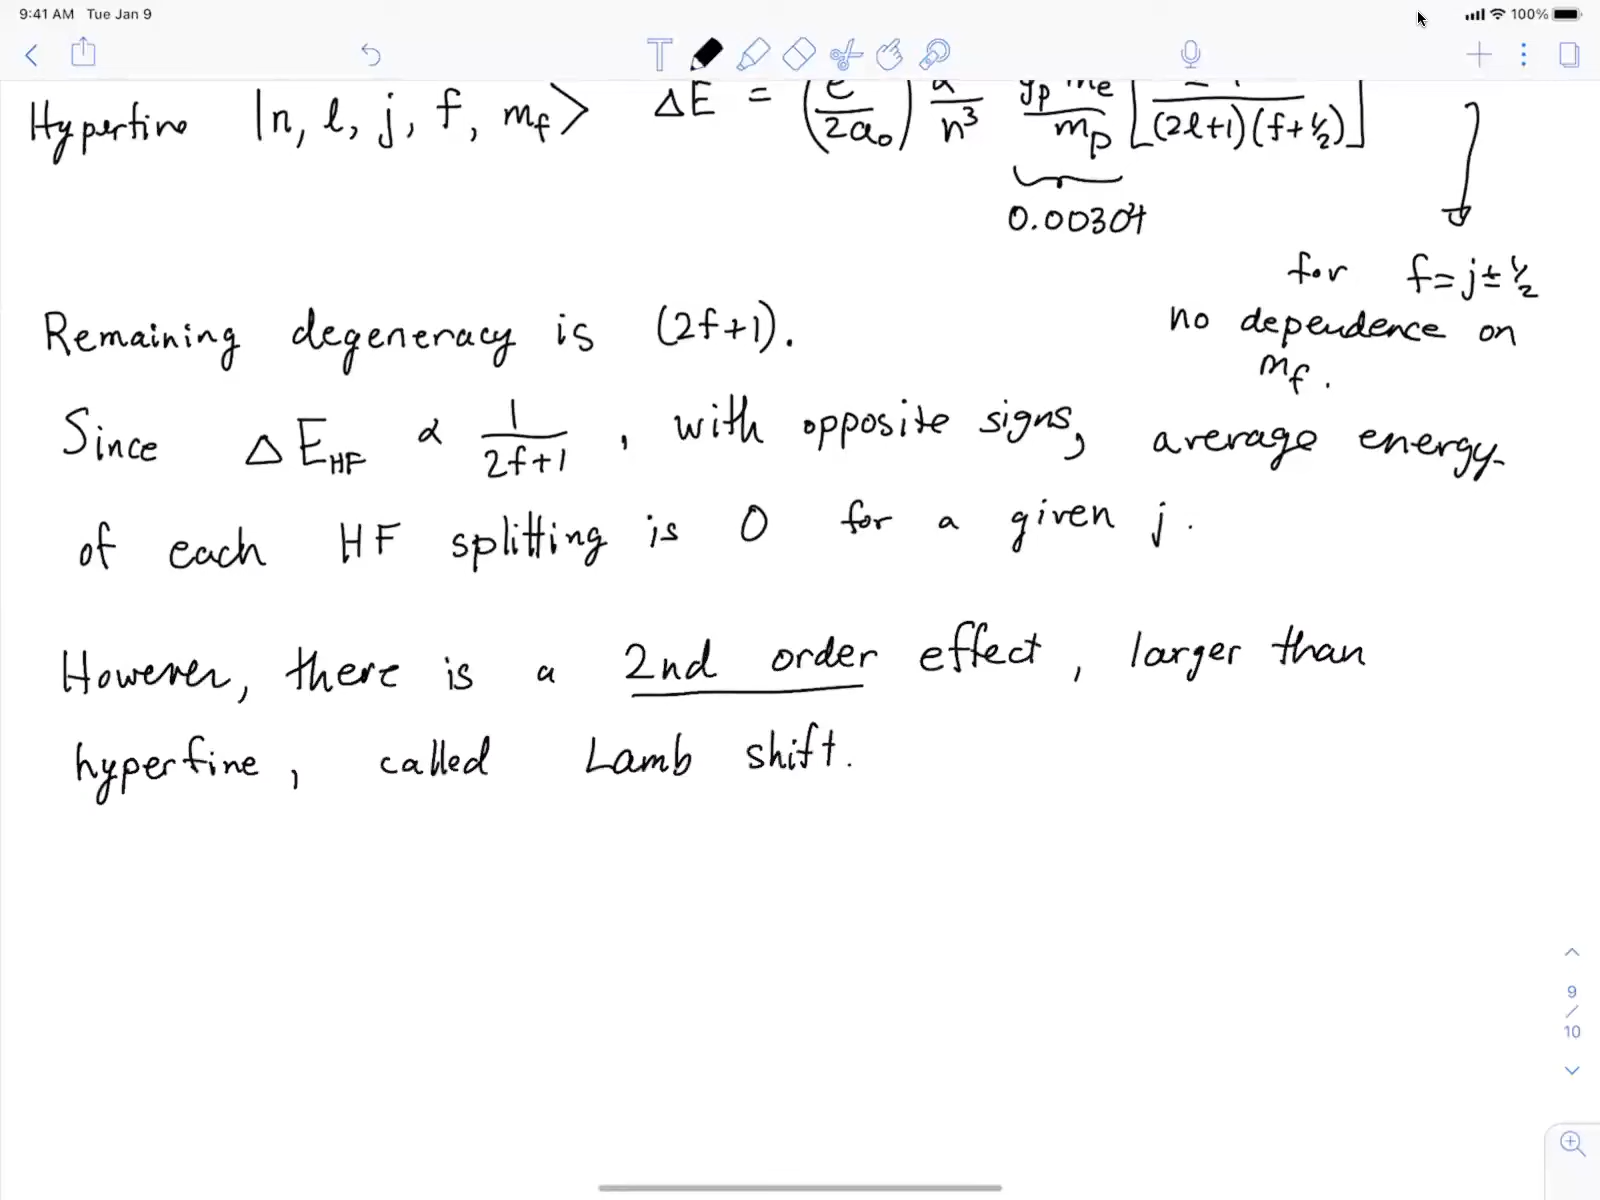 9:41 AM Tue Jan 9
100%
Hyperfine |n, l, j, f, m_f> ΔE = (e/2a₀) α/n³ g_p m_e/m_p [±1/(2l+1)(f+½)]
0.00304
for f = j ± ½
no dependence on
m_f.
Remaining degeneracy is (2f+1).
Since ΔE_HF ∝ 1/2f+1, with opposite signs, average energy
of each HF splitting is 0 for a given j.
However, there is a 2nd order effect, larger than
hyperfine, called Lamb shift.
9
/
10